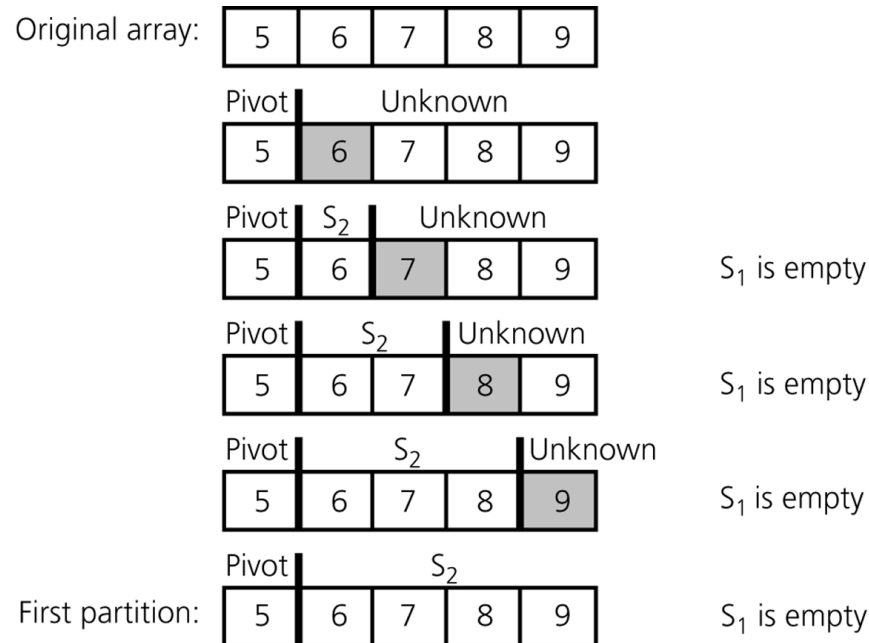 Original array: 5 6 7 8 9
Pivot Unknown
5 6 7 8 9
Pivot S₂ Unknown
5 6 7 8 9 S₁ is empty
Pivot S₂ Unknown
5 6 7 8 9 S₁ is empty
Pivot S₂ Unknown
5 6 7 8 9 S₁ is empty
Pivot S₂
First partition: 5 6 7 8 9 S₁ is empty